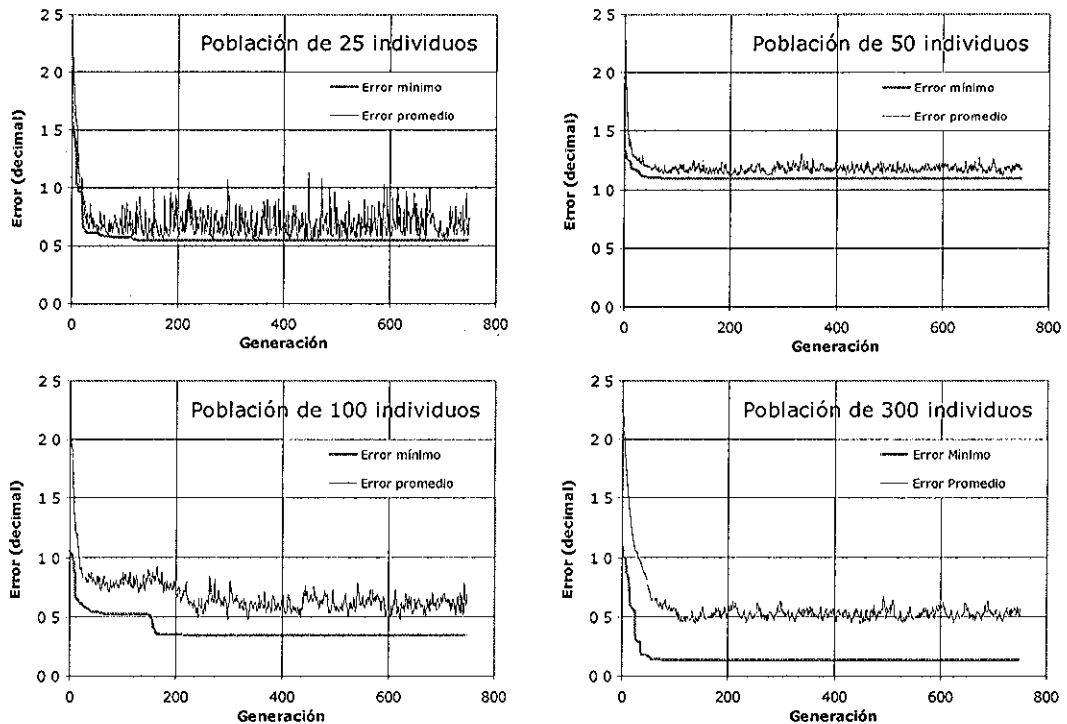 2 5
Población de 25 individuos
2 0
Error mínimo
Error promedio
1 5
1 0
0 5
0 0
Error (decimal)
0
200
400
600
800
Generación
2 5
Población de 50 individuos
2 0
Error mínimo
Error promedio
1 5
1 0
0 5
0 0
Error (decimal)
0
200
400
600
800
Generación
2 5
Población de 100 individuos
2 0
Error mínimo
Error promedio
1 5
1 0
0 5
0 0
Error (decimal)
0
200
400
600
800
Generación
2 5
Población de 300 individuos
2 0
Error Minimo
Error Promedio
1 5
1 0
0 5
0 0
Error (decimal)
0
200
400
600
800
Generación